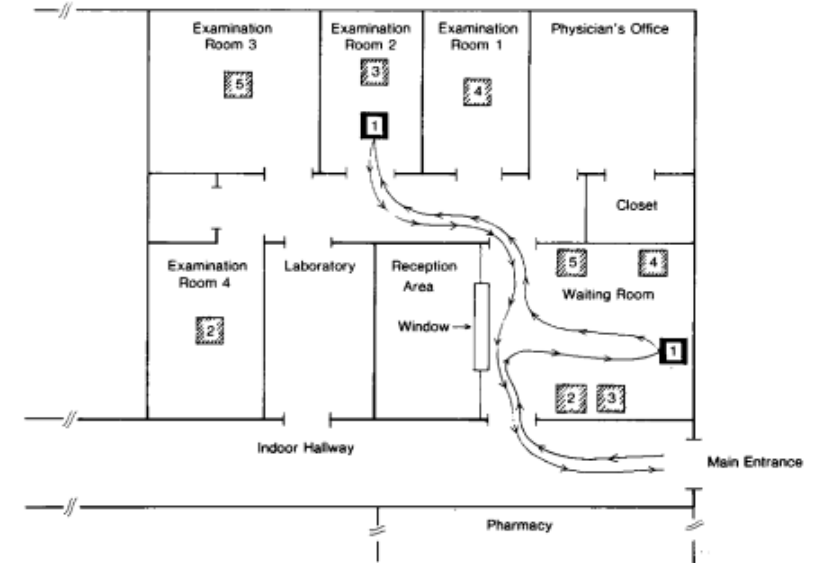 Examination
Room 3
Examination
Room 2
Examination
Room 1
Physician's Office
5
3
4
1
Closet
Examination
Room 4
Laboratory
Reception
Area
5
4
Waiting Room
2
Window
1
2
3
Indoor Hallway
Main Entrance
Pharmacy